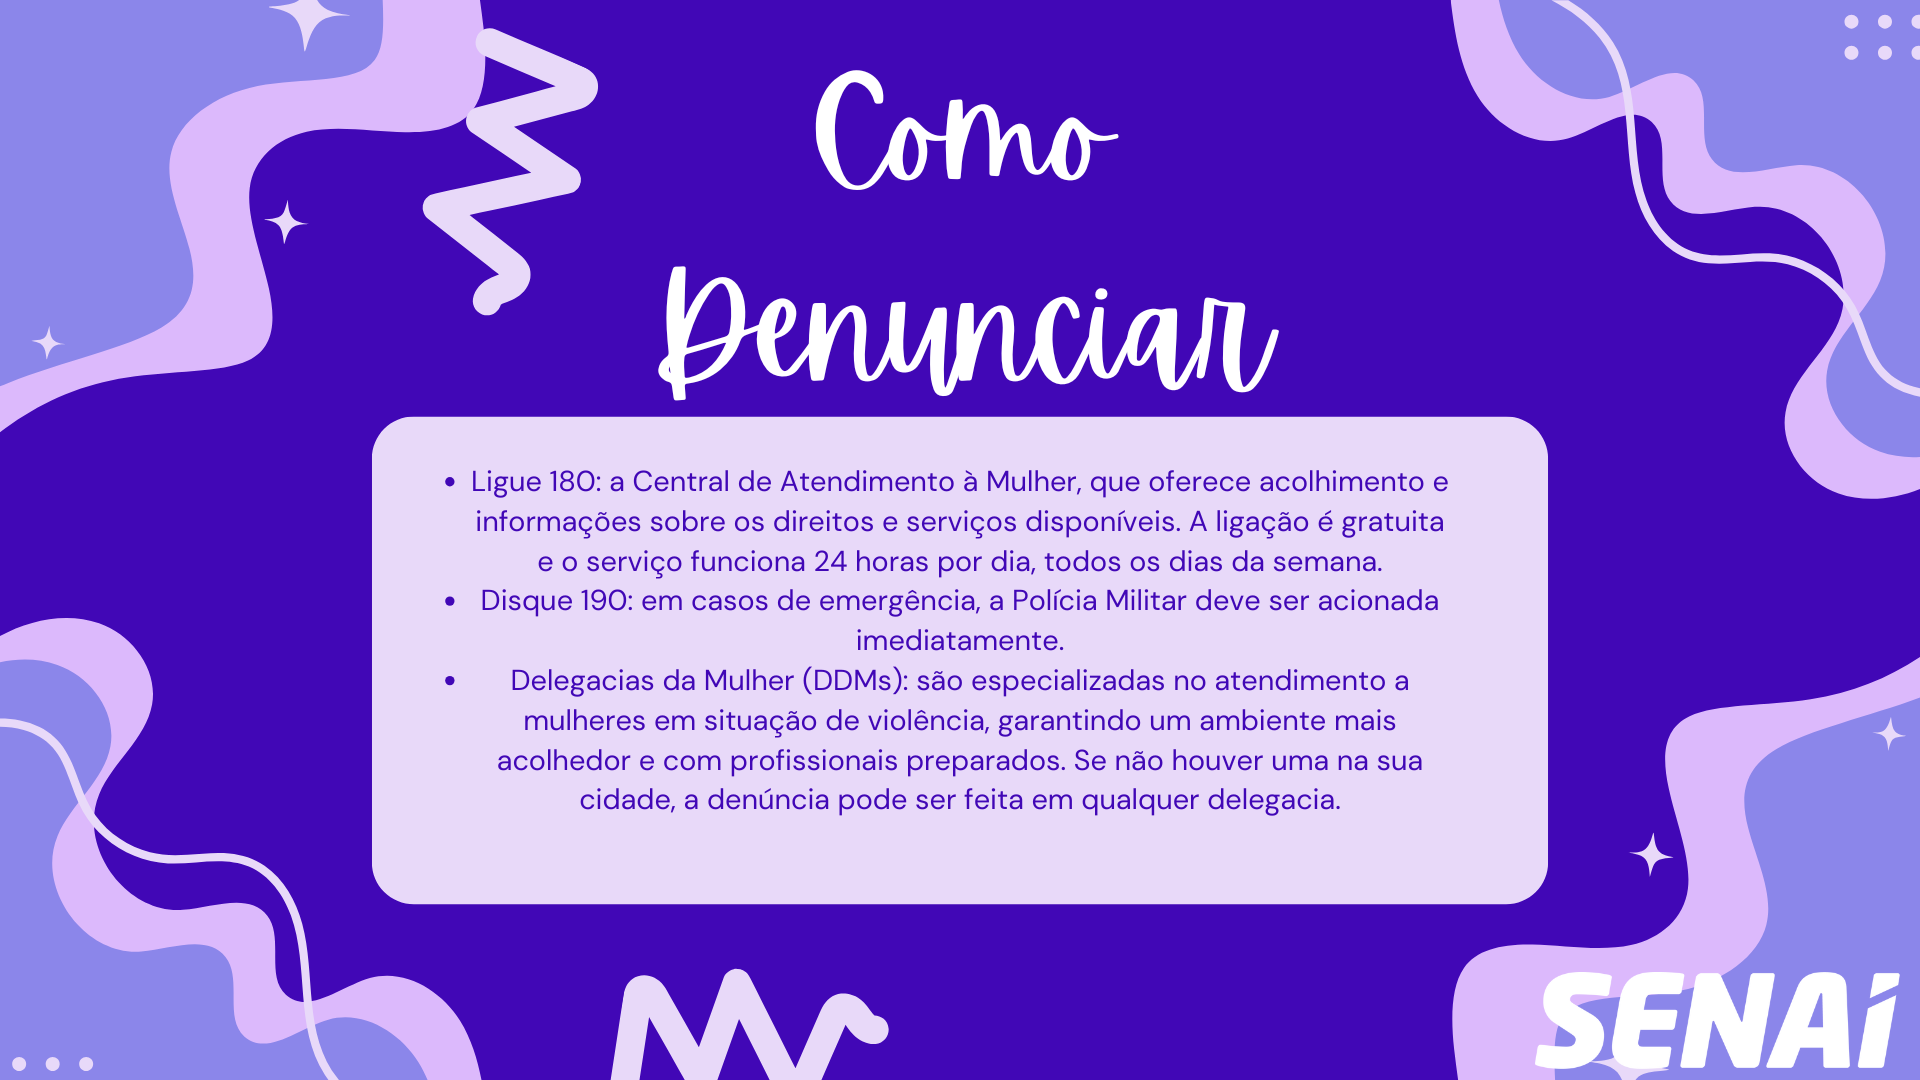 Como
Denunciar
• Ligue 180: a Central de Atendimento à Mulher, que oferece acolhimento e
informações sobre os direitos e serviços disponíveis. A ligação é gratuita
e o serviço funciona 24 horas por dia, todos os dias da semana.
• Disque 190: em casos de emergência, a Polícia Militar deve ser acionada
imediatamente.
• Delegacias da Mulher (DDMs): são especializadas no atendimento a
mulheres em situação de violência, garantindo um ambiente mais
acolhedor e com profissionais preparados. Se não houver uma na sua
cidade, a denúncia pode ser feita em qualquer delegacia.
SENAI